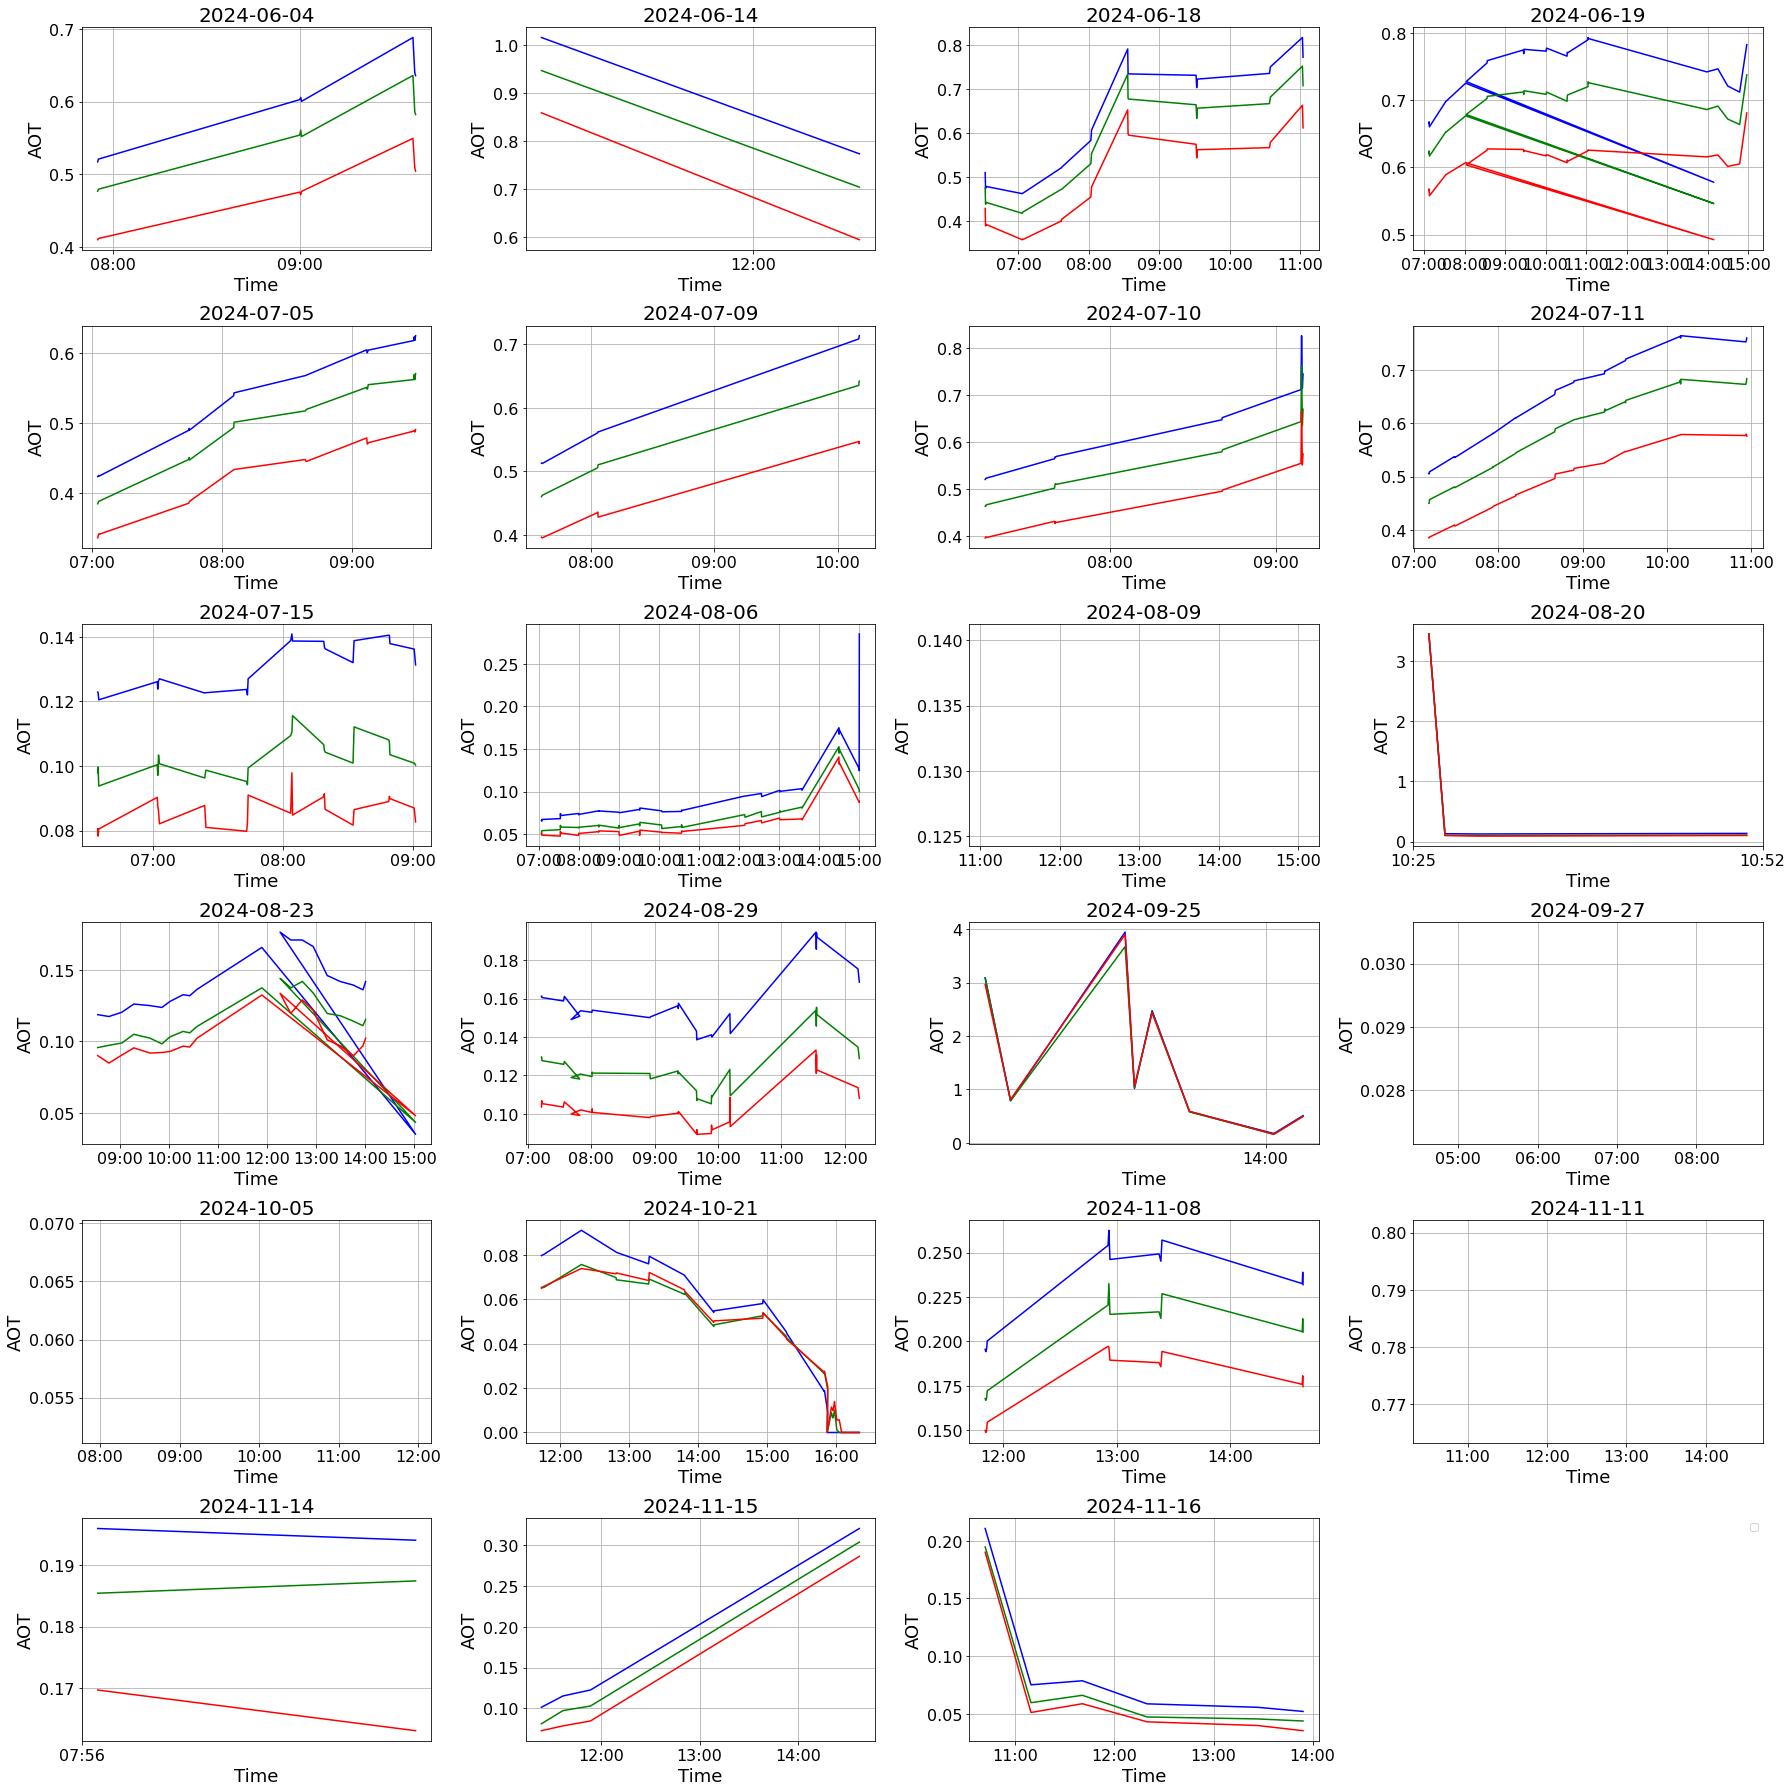 2024-06-04
0.7
0.6
0.5
0.4
AOT
08:00 09:00
Time
2024-06-14
1.0
0.9
0.8
0.7
0.6
AOT
12:00
Time
2024-06-18
0.8
0.7
0.6
0.5
0.4
AOT
07:00 08:00 09:00 10:00 11:00
Time
2024-06-19
0.8
0.7
0.6
0.5
AOT
07:00 08:00 09:00 10:00 11:00 12:00 13:00 14:00 15:00
Time
2024-07-05
0.6
0.5
0.4
AOT
07:00 08:00 09:00
Time
2024-07-09
0.7
0.6
0.5
0.4
AOT
08:00 09:00 10:00
Time
2024-07-10
0.8
0.7
0.6
0.5
0.4
AOT
08:00 09:00
Time
2024-07-11
0.7
0.6
0.5
0.4
AOT
07:00 08:00 09:00 10:00 11:00
Time
2024-07-15
0.14
0.12
0.10
0.08
AOT
07:00 08:00 09:00
Time
2024-08-06
0.25
0.20
0.15
0.10
0.05
AOT
07:00 08:00 09:00 10:00 11:00 12:00 13:00 14:00 15:00
Time
2024-08-09
0.140
0.135
0.130
0.125
AOT
11:00 12:00 13:00 14:00 15:00
Time
2024-08-20
3
2
1
0
AOT
10:25 10:52
Time
2024-08-23
0.15
0.10
0.05
AOT
09:00 10:00 11:00 12:00 13:00 14:00 15:00
Time
2024-08-29
0.18
0.16
0.14
0.12
0.10
AOT
07:00 08:00 09:00 10:00 11:00 12:00
Time
2024-09-25
4
3
2
1
0
AOT
14:00
Time
2024-09-27
0.030
0.029
0.028
AOT
05:00 06:00 07:00 08:00
Time
2024-10-05
0.070
0.065
0.060
0.055
AOT
08:00 09:00 10:00 11:00 12:00
Time
2024-10-21
0.08
0.06
0.04
0.02
0.00
AOT
12:00 13:00 14:00 15:00 16:00
Time
2024-11-08
0.250
0.225
0.200
0.175
0.150
AOT
12:00 13:00 14:00
Time
2024-11-11
0.80
0.79
0.78
0.77
AOT
11:00 12:00 13:00 14:00
Time
2024-11-14
0.19
0.18
0.17
AOT
07:56
Time
2024-11-15
0.30
0.25
0.20
0.15
0.10
AOT
12:00 13:00 14:00
Time
2024-11-16
0.20
0.15
0.10
0.05
AOT
11:00 12:00 13:00 14:00
Time